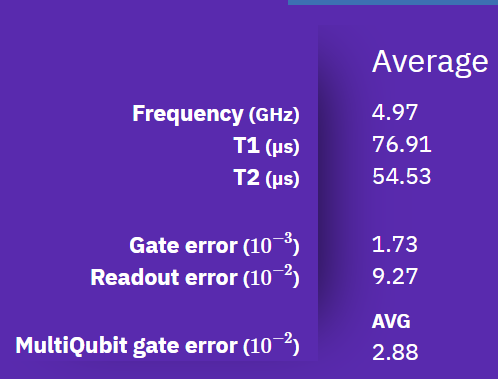 Average
Frequency (GHz) 4.97
T1 (μs) 76.91
T2 (μs) 54.53
Gate error (10⁻³) 1.73
Readout error (10⁻²) 9.27
AVG
MultiQubit gate error (10⁻²) 2.88